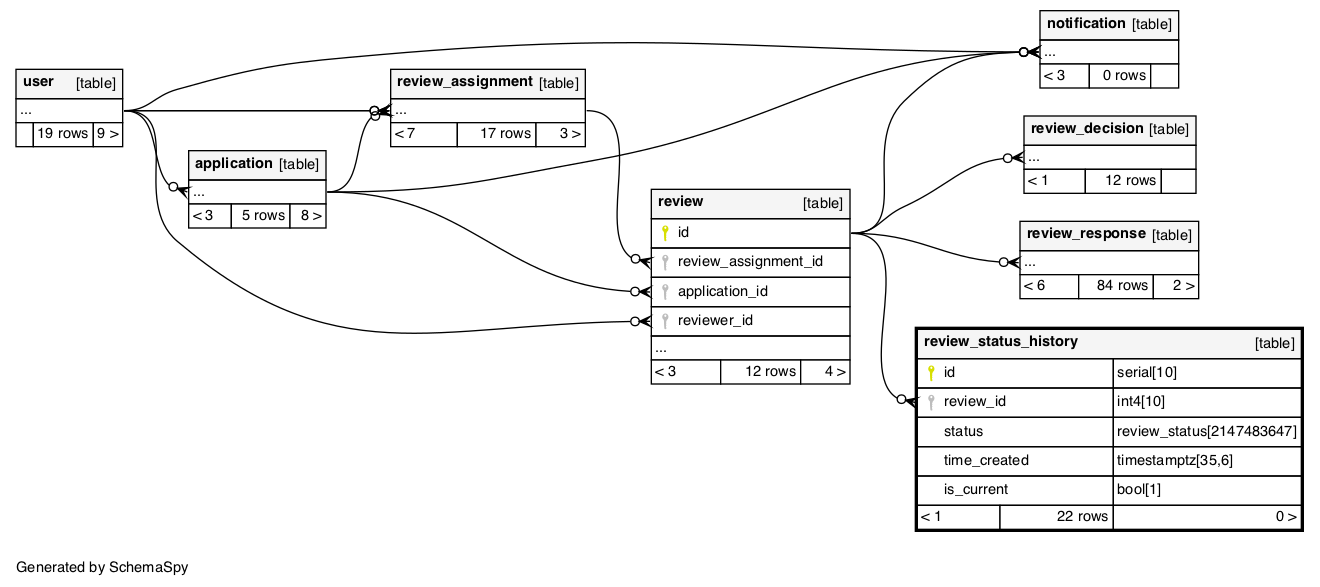 notification [table]
...
< 3 0 rows
user [table]
...
19 rows 9 >
review_assignment [table]
...
< 7 17 rows 3 >
review_decision [table]
...
< 1 12 rows
application [table]
...
< 3 5 rows 8 >
review [table]
id
review_assignment_id
application_id
reviewer_id
...
< 3 12 rows 4 >
review_response [table]
...
< 6 84 rows 2 >
review_status_history [table]
id serial[10]
review_id int4[10]
status review_status[2147483647]
time_created timestamptz[35,6]
is_current bool[1]
< 1 22 rows 0 >
Generated by SchemaSpy